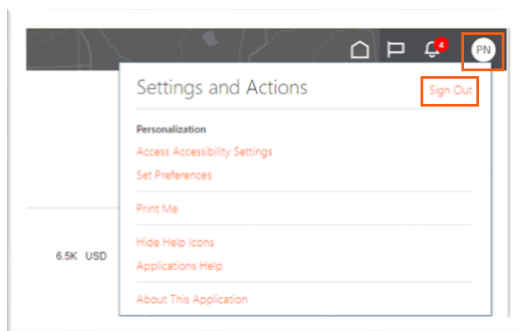 4
PN
Settings and Actions
Sign Out
Personalization
Access Accessibility Settings
Set Preferences
Print Me
Hide Help Icons
6.5K USD
Applications Help
About This Application